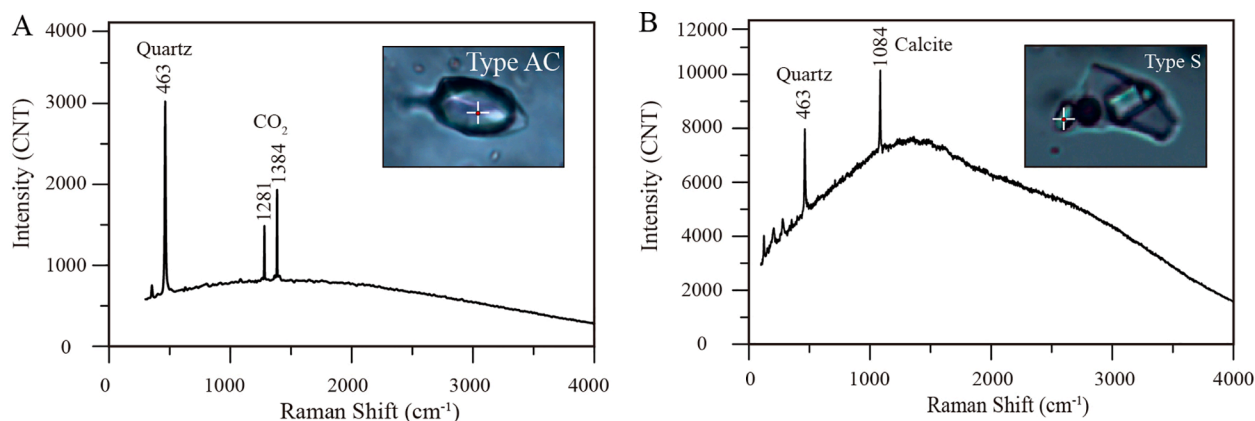 A
4000
3000
2000
1000
0
Intensity (CNT)
Quartz
463
CO₂
1281
1384
Type AC
0
1000
2000
3000
4000
Raman Shift (cm⁻¹)
B
12000
10000
8000
6000
4000
2000
0
Intensity (CNT)
Quartz
463
1084
Calcite
Type S
0
1000
2000
3000
4000
Raman Shift (cm⁻¹)